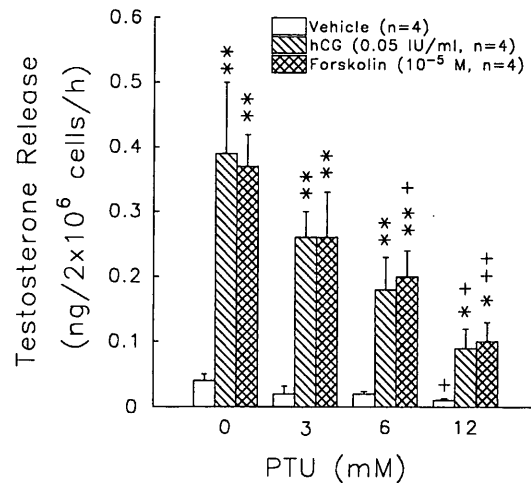 Vehicle (n=4)
hCG (0.05 IU/ml, n=4)
Forskolin (10⁻⁵ M, n=4)
Testosterone Release
(ng/2x10⁶ cells/h)
0.6
0.5
0.4
0.3
0.2
0.1
0
** **
** **
** +**
+ +* ++*
0 3 6 12
PTU (mM)